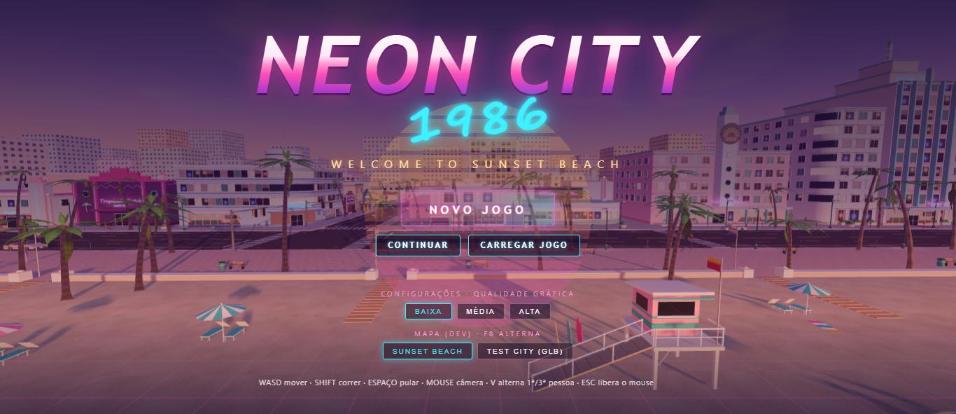 NEON CITY
1986
WELCOME TO SUNSET BEACH
NOVO JOGO
CONTINUAR CARREGAR JOGO
CONFIGURAÇÕES · QUALIDADE GRÁFICA
BAIXA MÉDIA ALTA
MAPA (DEV) · F8 ALTERNA
SUNSET BEACH TEST CITY (GLB)
WASD mover · SHIFT correr · ESPAÇO pular · MOUSE câmera · V alterna 1ª/3ª pessoa · ESC libera o mouse